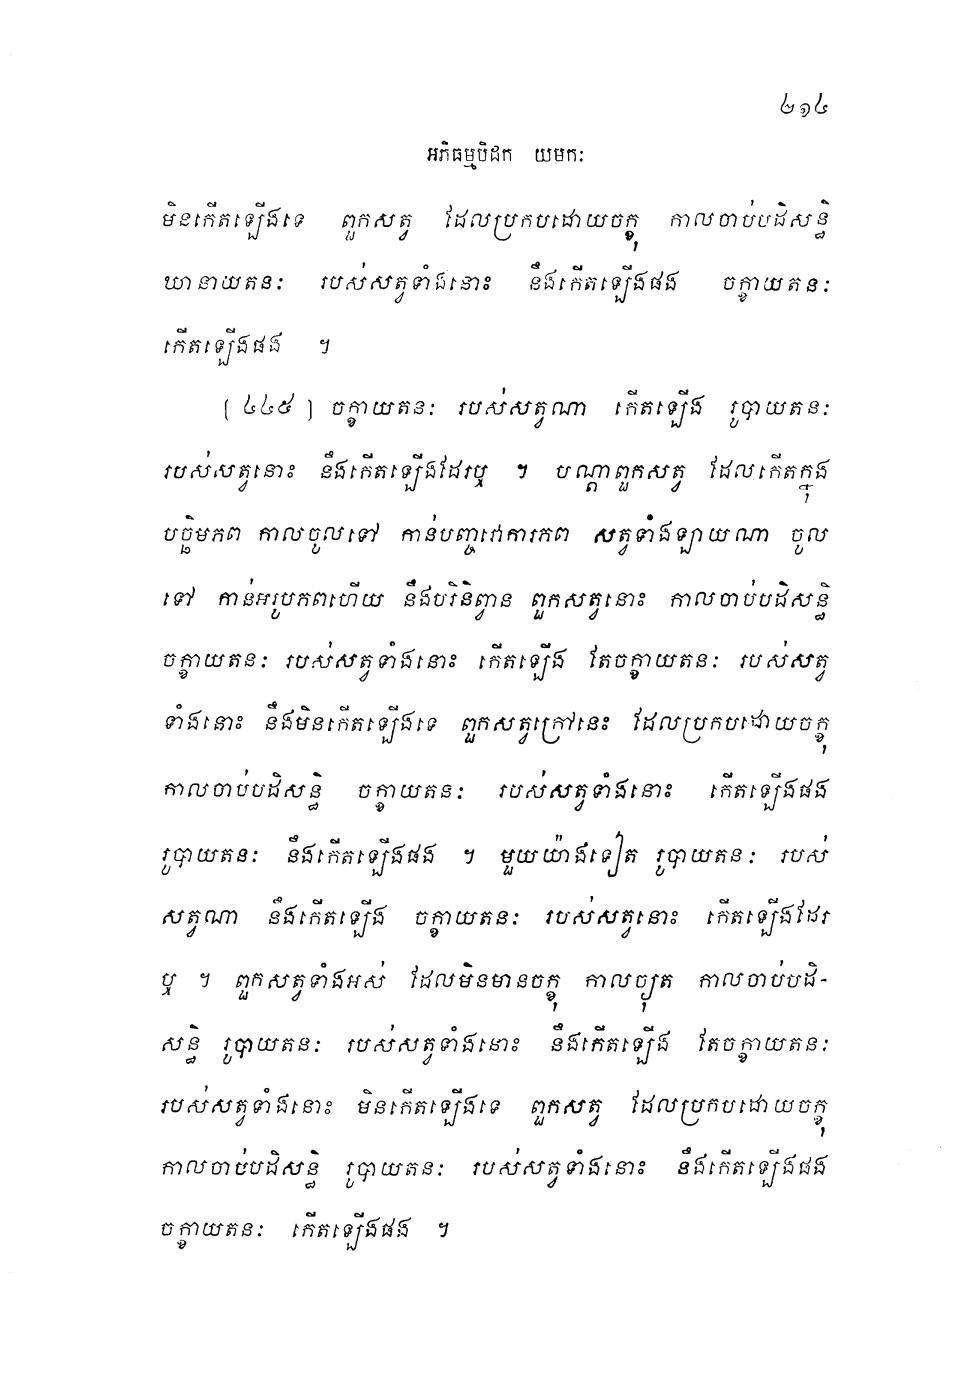 ២១៤
អភិធម្មបិដក យមកៈ
មិនកើតឡើងទេ ពួកសត្វ ដែលប្រកបដោយចក្ខុ កាលចាប់បដិសន្ធិ
ឃានាយតនៈ របស់សត្វទាំងនោះ នឹងកើតឡើងផង ចក្ខាយតនៈ
កើតឡើងផង ។
[ ៤៤៥ ] ចក្ខាយតនៈ របស់សត្វណា កើតឡើង រូបាយតនៈ
របស់សត្វនោះ នឹងកើតឡើងដែរឬ ។ បណ្តាពួកសត្វ ដែលកើតក្នុង
បច្ឆិមភព កាលចូលទៅ កាន់បញ្ចវោការភព សត្វទាំងឡាយណា ចូល
ទៅ កាន់អរូបភពហើយ នឹងបរិនិព្វាន ពួកសត្វនោះ កាលចាប់បដិសន្ធិ
ចក្ខាយតនៈ របស់សត្វទាំងនោះ កើតឡើង តែចក្ខាយតនៈ របស់សត្វ
ទាំងនោះ នឹងមិនកើតឡើងទេ ពួកសត្វក្រៅនេះ ដែលប្រកបដោយចក្ខុ
កាលចាប់បដិសន្ធិ ចក្ខាយតនៈ របស់សត្វទាំងនោះ កើតឡើងផង
រូបាយតនៈ នឹងកើតឡើងផង ។ មួយយ៉ាងទៀត រូបាយតនៈ របស់
សត្វណា នឹងកើតឡើង ចក្ខាយតនៈ របស់សត្វនោះ កើតឡើងដែរ
ឬ ។ ពួកសត្វទាំងអស់ ដែលមិនមានចក្ខុ កាលច្យុត កាលចាប់បដិ-
សន្ធិ រូបាយតនៈ របស់សត្វទាំងនោះ នឹងកើតឡើង តែចក្ខាយតនៈ
របស់សត្វទាំងនោះ មិនកើតឡើងទេ ពួកសត្វ ដែលប្រកបដោយចក្ខុ
កាលចាប់បដិសន្ធិ រូបាយតនៈ របស់សត្វទាំងនោះ នឹងកើតឡើងផង
ចក្ខាយតនៈ កើតឡើងផង ។